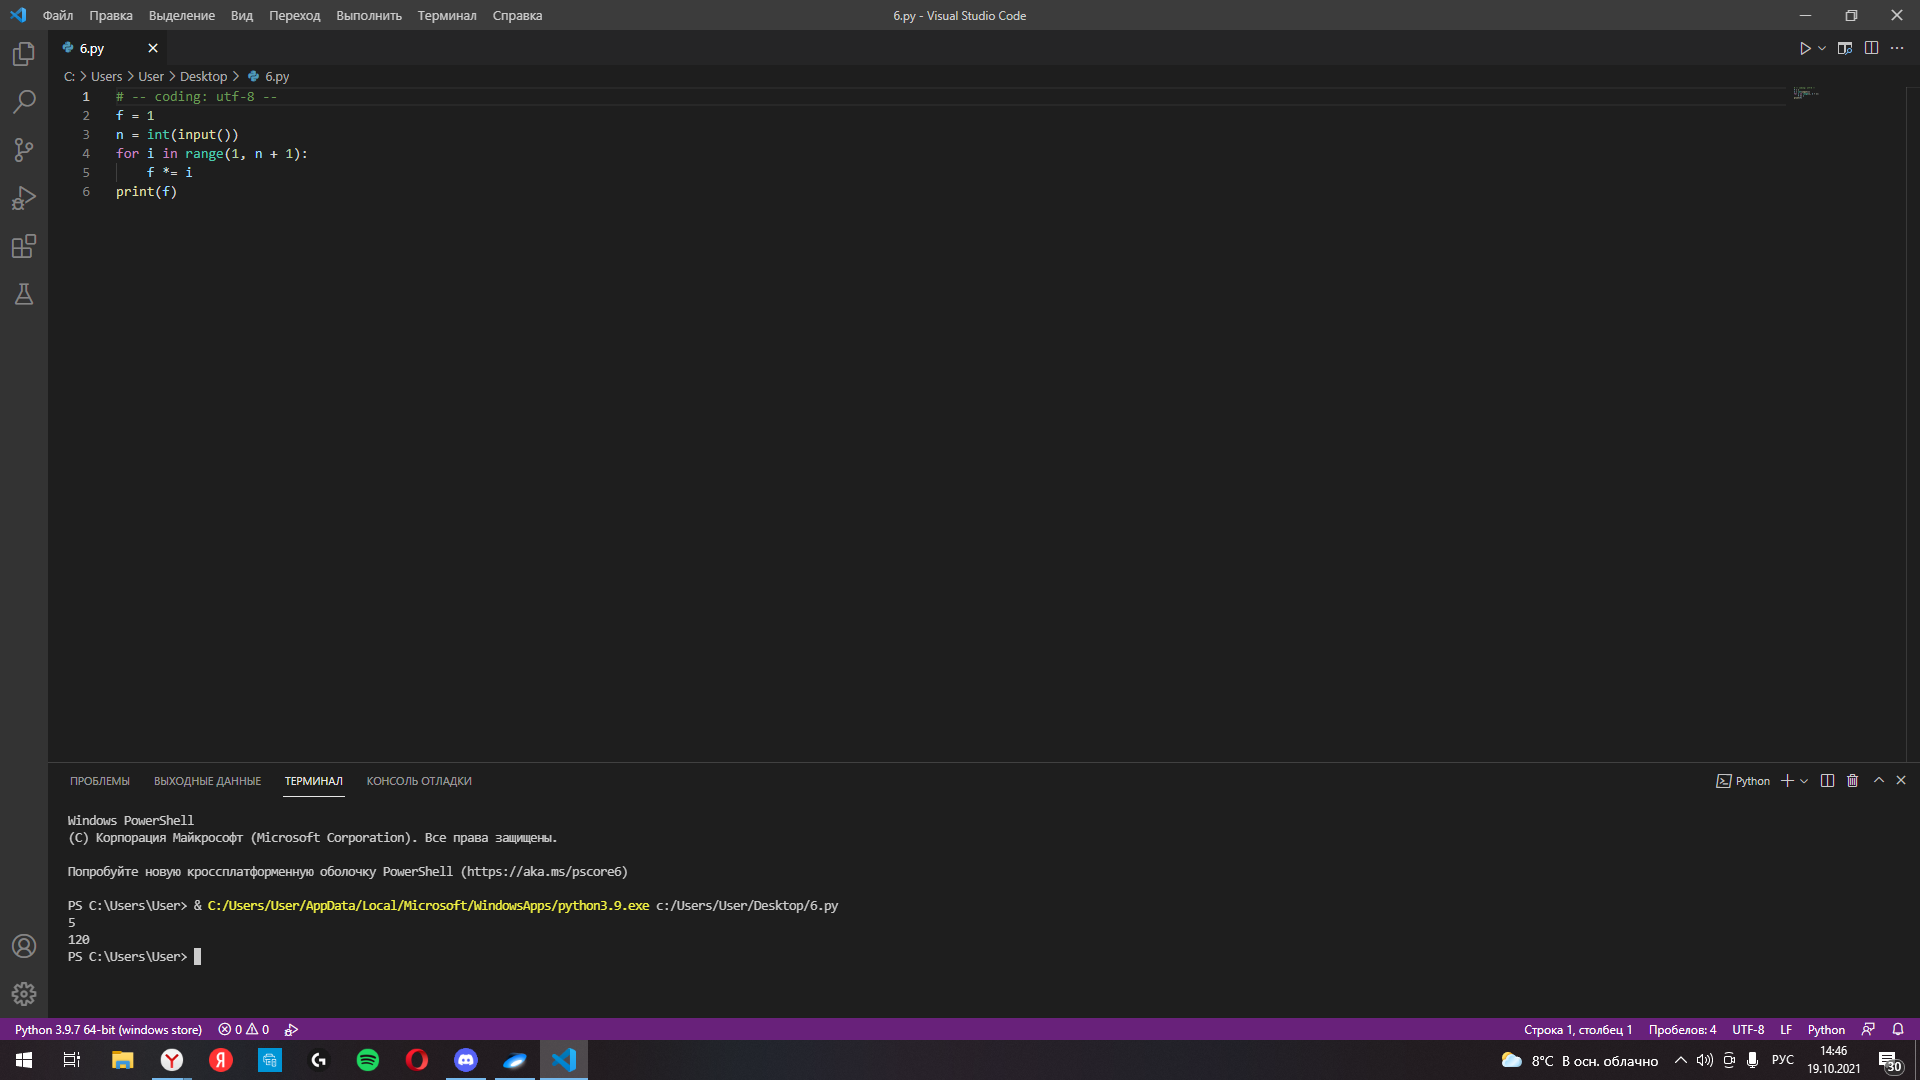 Файл Правка Выделение Вид Переход Выполнить Терминал Справка
6.py - Visual Studio Code
6.py
C: > Users > User > Desktop > 6.py
1 # -- coding: utf-8 --
2 f = 1
3 n = int(input())
4 for i in range(1, n + 1):
5 f *= i
6 print(f)
ПРОБЛЕМЫ ВЫХОДНЫЕ ДАННЫЕ ТЕРМИНАЛ КОНСОЛЬ ОТЛАДКИ
Python
Windows PowerShell
(C) Корпорация Майкрософт (Microsoft Corporation). Все права защищены.
Попробуйте новую кроссплатформенную оболочку PowerShell (https://aka.ms/pscore6)
PS C:\Users\User> & C:/Users/User/AppData/Local/Microsoft/WindowsApps/python3.9.exe c:/Users/User/Desktop/6.py
5
120
PS C:\Users\User>
Python 3.9.7 64-bit (windows store) 0 0
Строка 1, столбец 1 Пробелов: 4 UTF-8 LF Python
8°C В осн. облачно РУС
14:46
19.10.2021
30